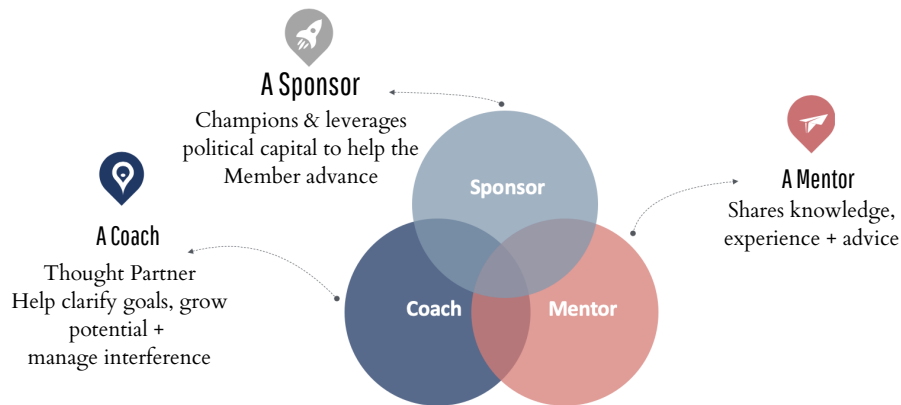 A Sponsor
Champions & leverages
political capital to help the
Member advance
A Coach
Thought Partner
Help clarify goals, grow
potential +
manage interference
A Mentor
Shares knowledge,
experience + advice
Sponsor
Coach
Mentor